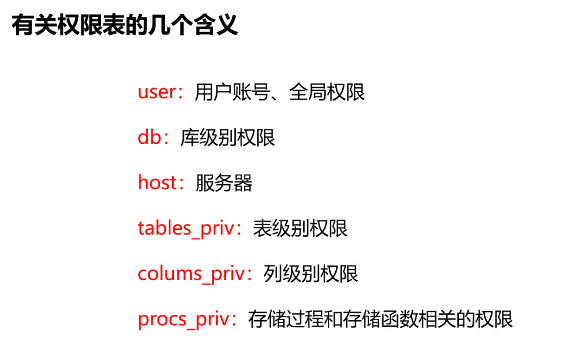 有关权限表的几个含义
user：用户账号、全局权限
db：库级别权限
host：服务器
tables_priv：表级别权限
colums_priv：列级别权限
procs_priv：存储过程和存储函数相关的权限